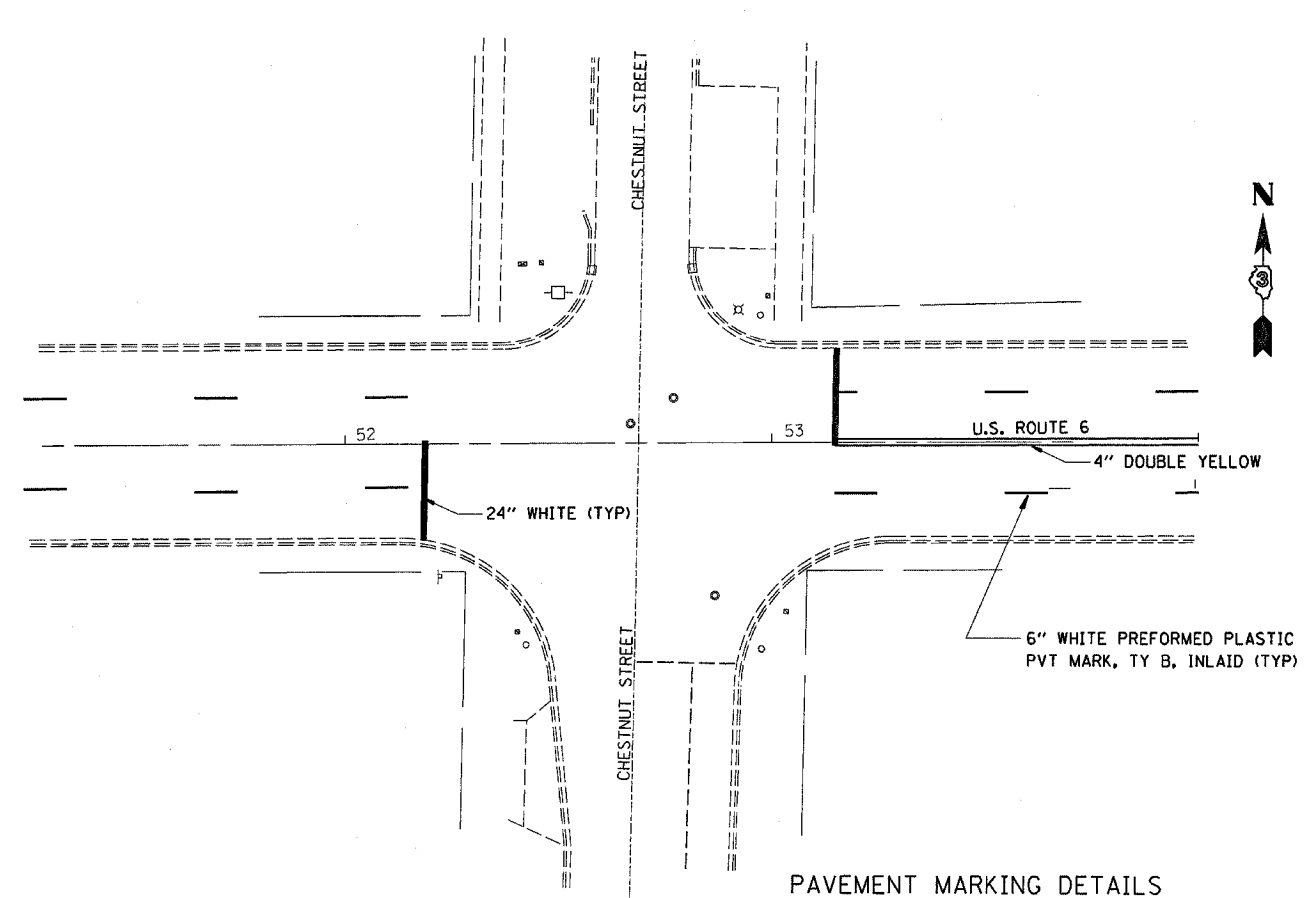 CHESTNUT STREET
N
3
52
53
U.S. ROUTE 6
4" DOUBLE YELLOW
24" WHITE (TYP)
6" WHITE PREFORMED PLASTIC
PVT MARK, TY B, INLAID (TYP)
CHESTNUT STREET
PAVEMENT MARKING DETAILS